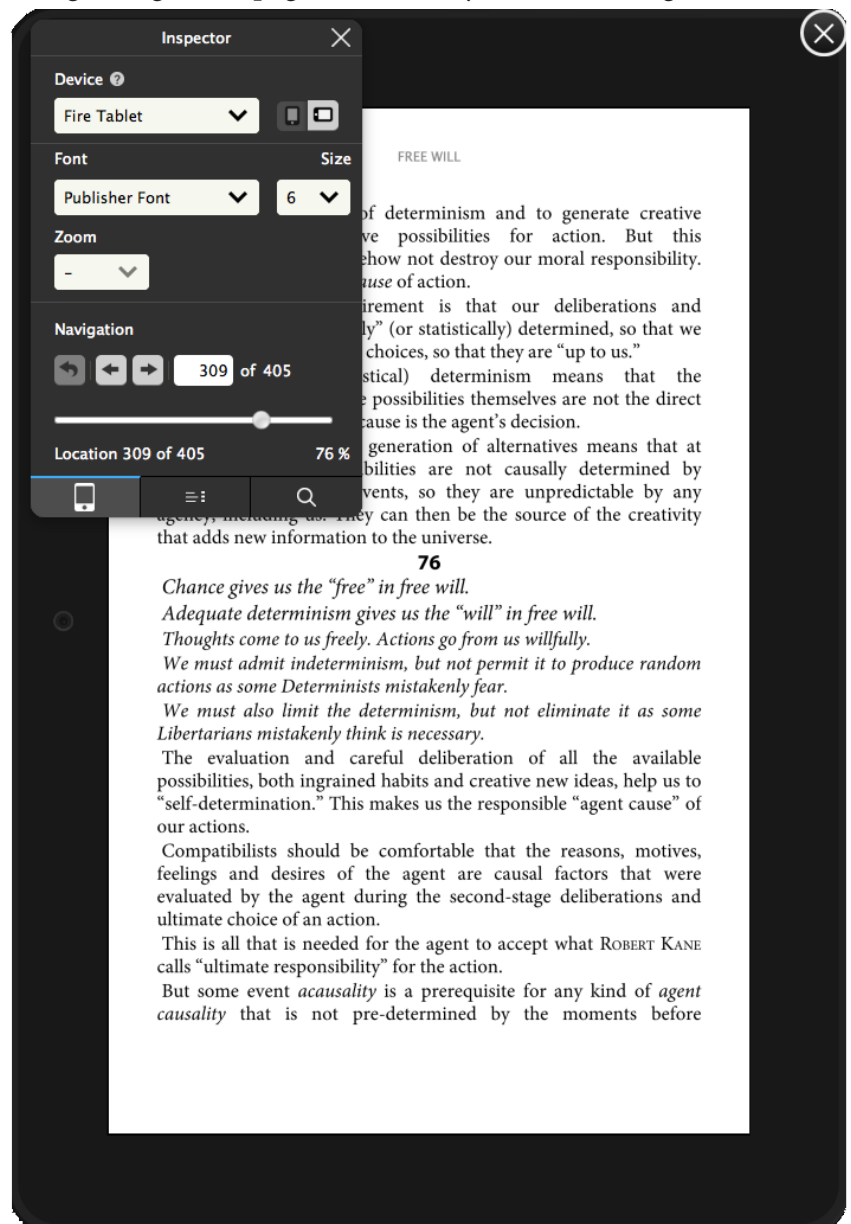 Inspector
Device
Fire Tablet
Font Size
Publisher Font 6
Zoom
–
Navigation
309 of 405
Location 309 of 405 76 %
FREE WILL
of determinism and to generate creative
possibilities for action. But this
not destroy our moral responsibility.
of action.
is that our deliberations and
(or statistically) determined, so that we
choices, so that they are “up to us.”
determinism means that the
possibilities themselves are not the direct
cause is the agent’s decision.
generation of alternatives means that at
are not causally determined by
so they are unpredictable by any
can then be the source of the creativity
that adds new information to the universe.
76
Chance gives us the “free” in free will.
Adequate determinism gives us the “will” in free will.
Thoughts come to us freely. Actions go from us willfully.
We must admit indeterminism, but not permit it to produce random
actions as some Determinists mistakenly fear.
We must also limit the determinism, but not eliminate it as some
Libertarians mistakenly think is necessary.
The evaluation and careful deliberation of all the available
possibilities, both ingrained habits and creative new ideas, help us to
“self-determination.” This makes us the responsible “agent cause” of
our actions.
Compatibilists should be comfortable that the reasons, motives,
feelings and desires of the agent are causal factors that were
evaluated by the agent during the second-stage deliberations and
ultimate choice of an action.
This is all that is needed for the agent to accept what ROBERT KANE
calls “ultimate responsibility” for the action.
But some event acausality is a prerequisite for any kind of agent
causality that is not pre-determined by the moments before